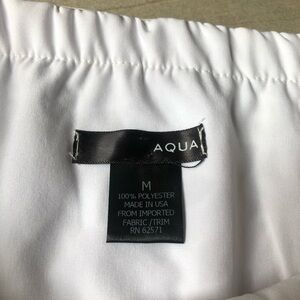 AQUA
M
100% POLYESTER
MADE IN USA
FROM IMPORTED
FABRIC / TRIM
RN 62571